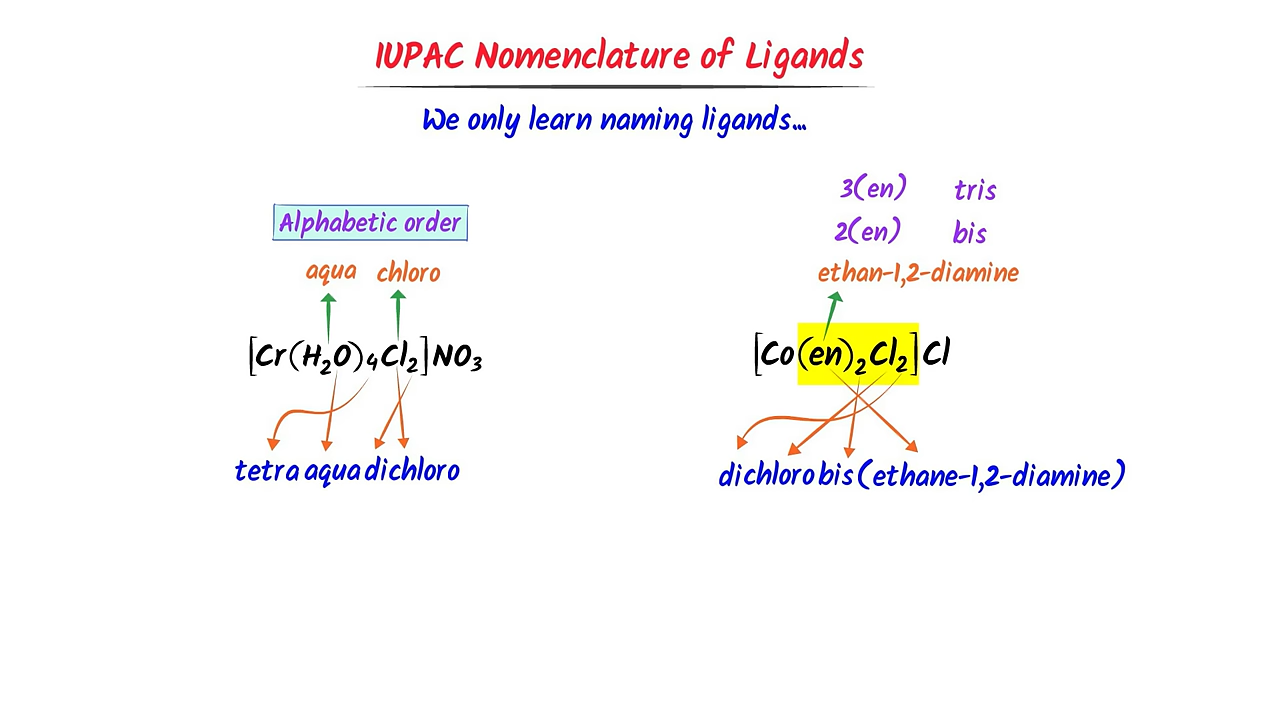 IUPAC Nomenclature of Ligands
We only learn naming ligands...
3(en) tris
Alphabetic order
2(en) bis
aqua chloro
ethan-1,2-diamine
[Cr(H₂O)₄Cl₂]NO₃
[Co(en)₂Cl₂]Cl
tetra aqua dichloro
dichloro bis (ethane-1,2-diamine)